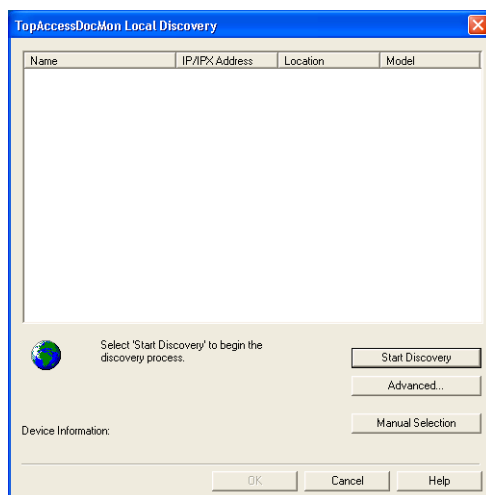 TopAccessDocMon Local Discovery
Name IP/IPX Address Location Model
Select 'Start Discovery' to begin the
discovery process.
Start Discovery
Advanced...
Manual Selection
Device Information:
OK Cancel Help